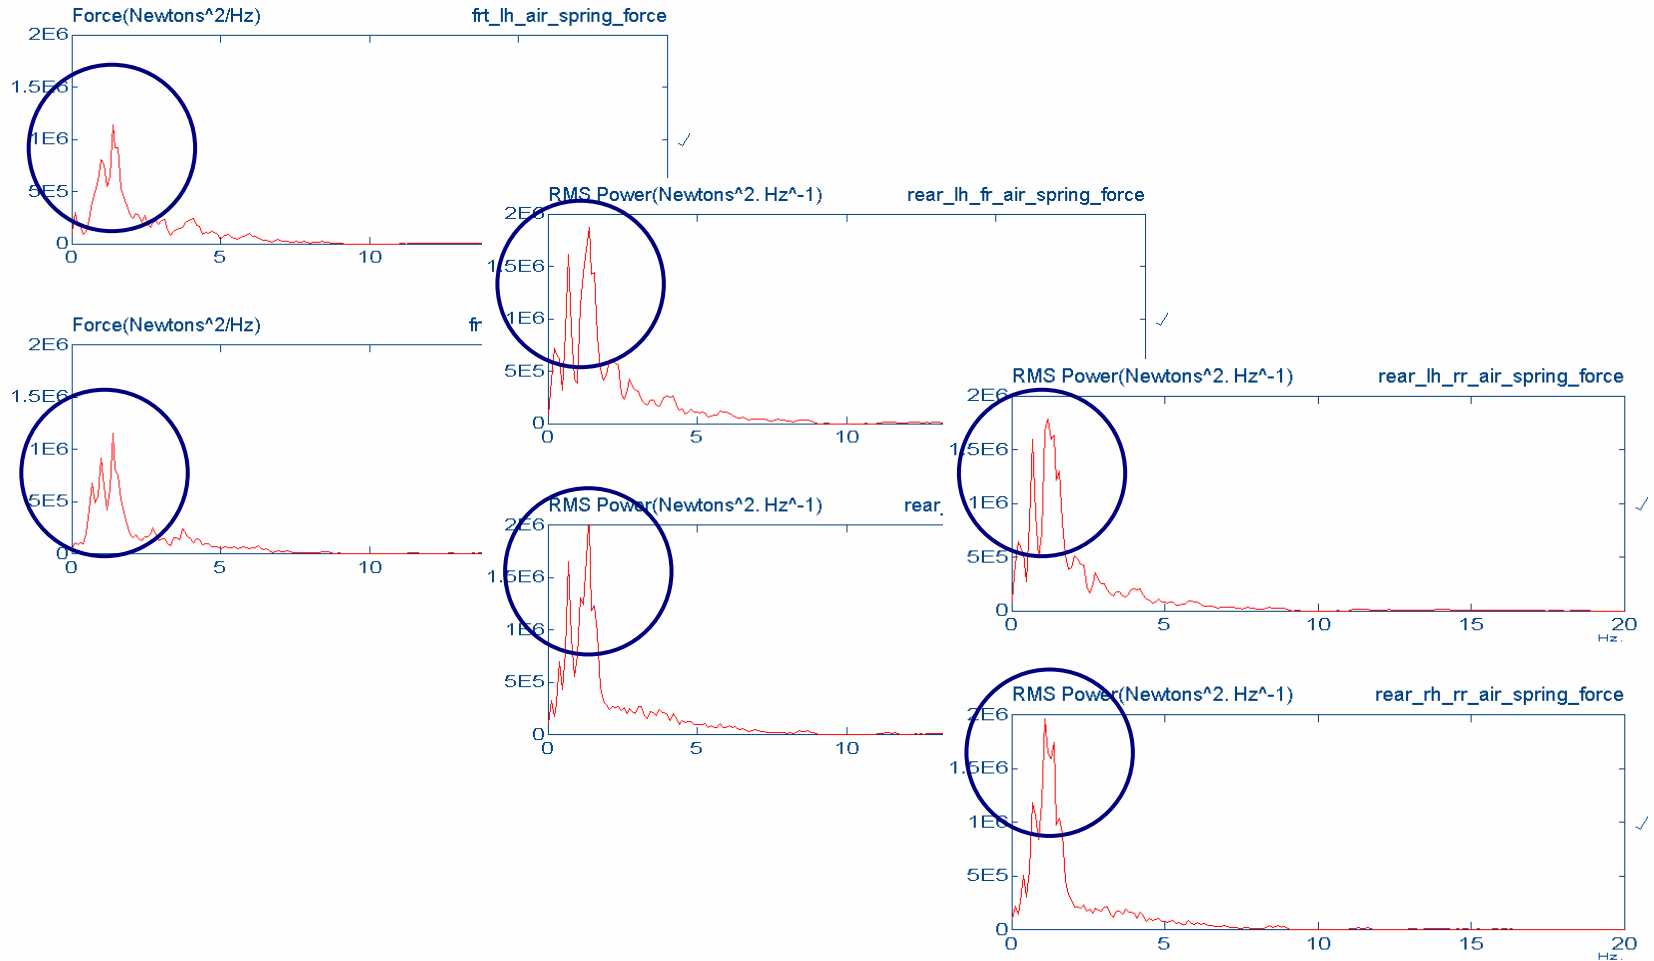 Force(Newtons^2/Hz) frt_lh_air_spring_force
2E6
1.5E6
1E6
5E5
0
0 5 10
RMS Power(Newtons^2. Hz^-1) rear_lh_fr_air_spring_force
2E6
1.5E6
1E6
5E5
0
0 5 10
Force(Newtons^2/Hz) fr
2E6
1.5E6
1E6
5E5
0
0 5 10
RMS Power(Newtons^2. Hz^-1) rear_lh_rr_air_spring_force
2E6
1.5E6
1E6
5E5
0
0 5 10 15 20
Hz.
RMS Power(Newtons^2. Hz^-1) rear_
2E6
1.5E6
1E6
5E5
0
0 5 10
RMS Power(Newtons^2. Hz^-1) rear_rh_rr_air_spring_force
2E6
1.5E6
1E6
5E5
0
0 5 10 15 20
Hz.